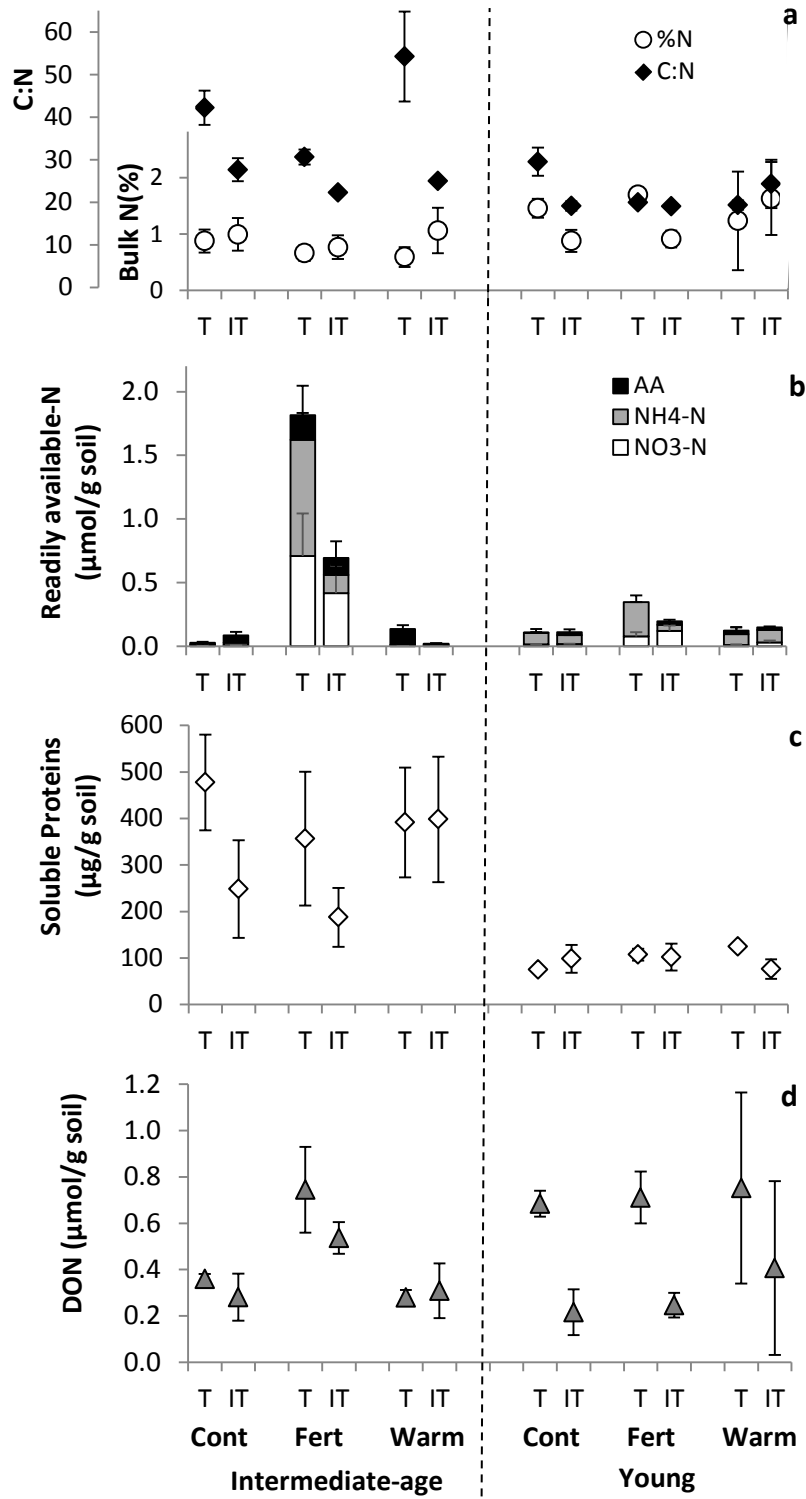 a
60
50
40
30
20
10
0
C:N
2
1
0
Bulk N(%)
%N
C:N
T IT T IT T IT T IT T IT T IT
b
2.0
1.5
1.0
0.5
0.0
Readily available-N
(µmol/g soil)
AA
NH4-N
NO3-N
T IT T IT T IT T IT T IT T IT
c
600
500
400
300
200
100
0
Soluble Proteins
(µg/g soil)
T IT T IT T IT T IT T IT T IT
d
1.2
1.0
0.8
0.6
0.4
0.2
0.0
DON (µmol/g soil)
T IT T IT T IT T IT T IT T IT
Cont Fert Warm Cont Fert Warm
Intermediate-age Young